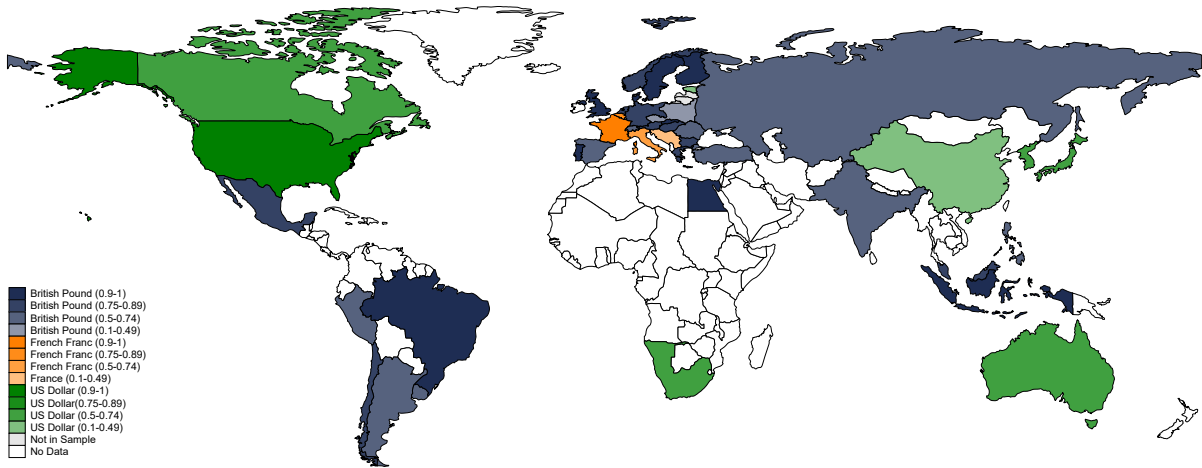 British Pound (0.9-1)
British Pound (0.75-0.89)
British Pound (0.5-0.74)
British Pound (0.1-0.49)
French Franc (0.9-1)
French Franc (0.75-0.89)
French Franc (0.5-0.74)
France (0.1-0.49)
US Dollar (0.9-1)
US Dollar(0.75-0.89)
US Dollar (0.5-0.74)
US Dollar (0.1-0.49)
Not in Sample
No Data